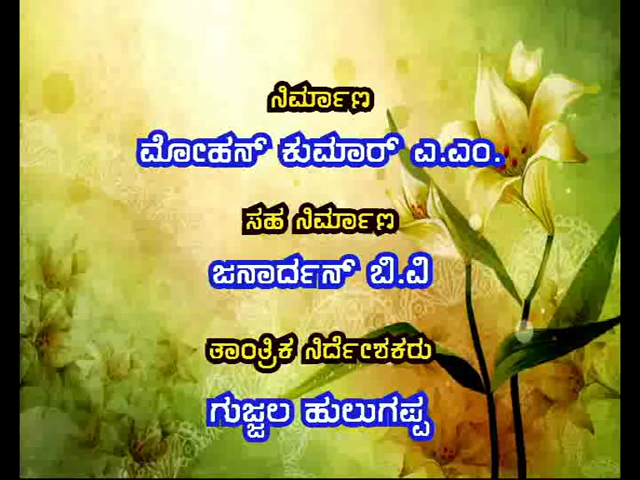 ನಿರ್ಮಾಣ
ಮೋಹನ್ ಕುಮಾರ್ ಎ.ಎಂ.
ಸಹ ನಿರ್ಮಾಣ
ಜನಾರ್ದನ್ ಬಿ.ವಿ
ತಾಂತ್ರಿಕ ನಿರ್ದೇಶಕರು
ಗುಜ್ಜಲ ಹುಲುಗಪ್ಪ